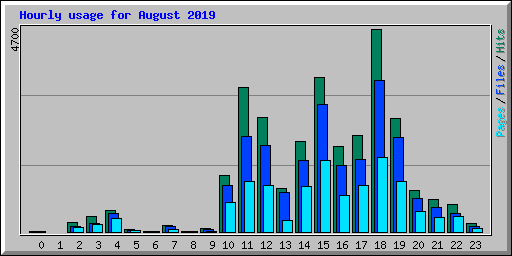 Hourly usage for August 2019
4700
Pages/Files/Hits
0 1 2 3 4 5 6 7 8 9 10 11 12 13 14 15 16 17 18 19 20 21 22 23